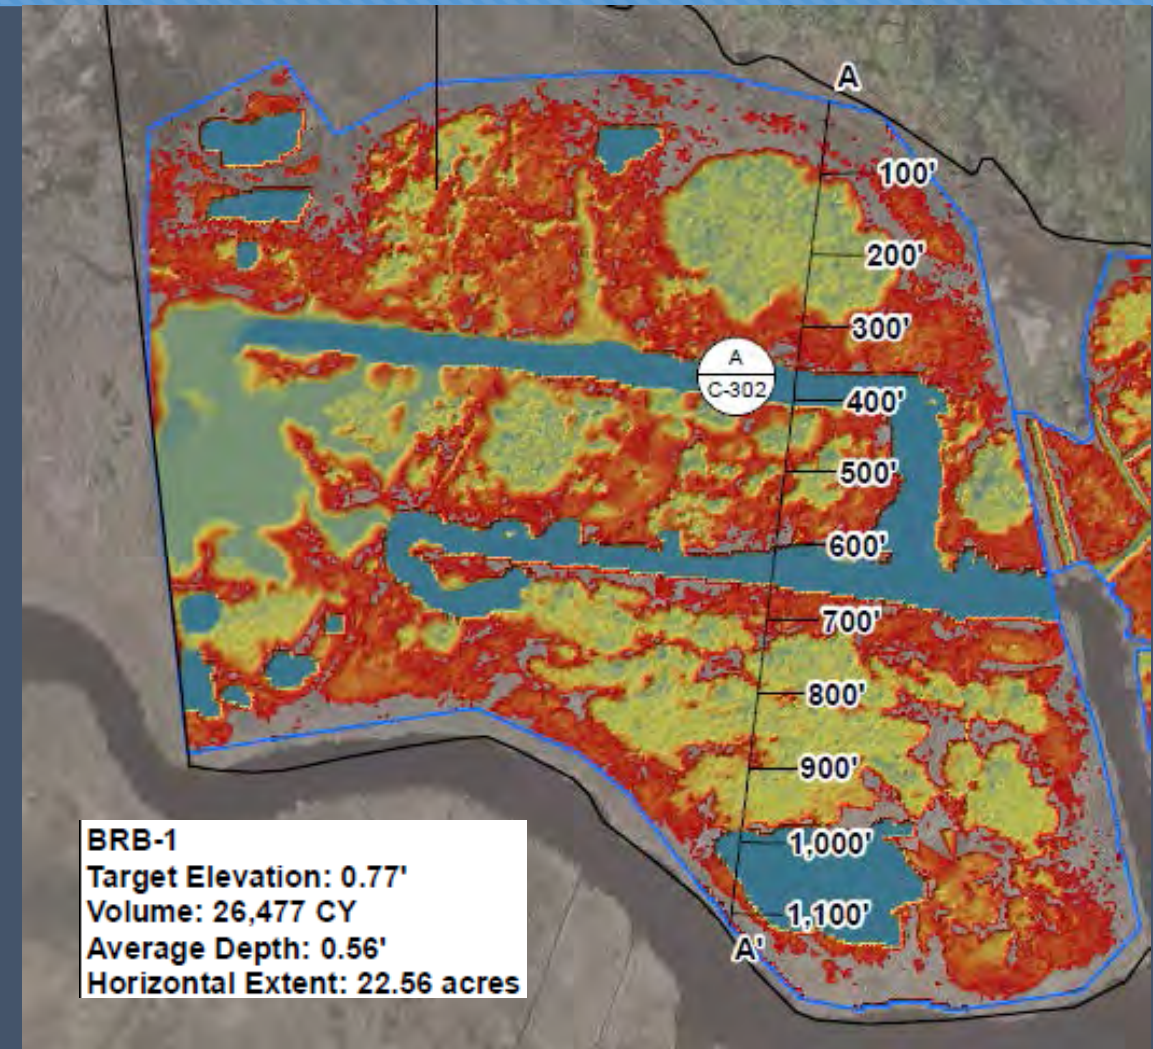 A
100'
200'
300'
A
C-302
400'
500'
600'
700'
800'
900'
1,000'
1,100'
A'
BRB-1
Target Elevation: 0.77'
Volume: 26,477 CY
Average Depth: 0.56'
Horizontal Extent: 22.56 acres